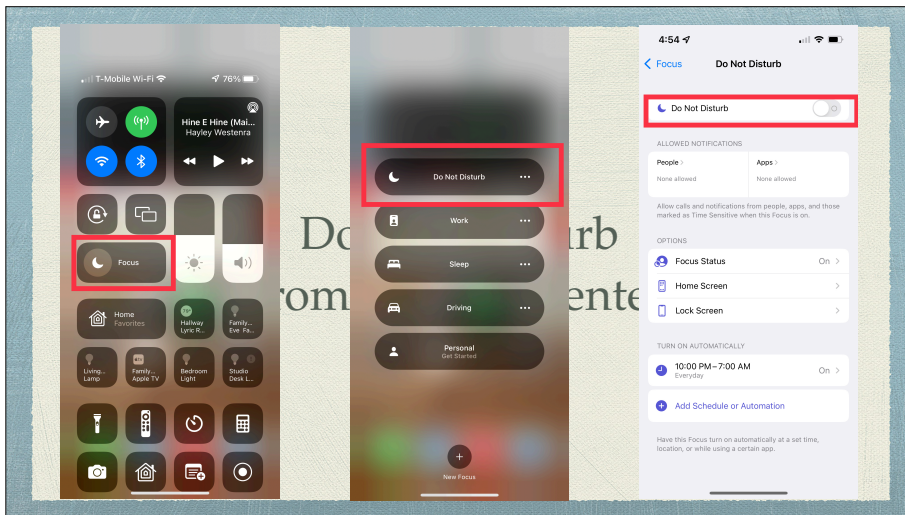 T-Mobile Wi-Fi
76%
Hine E Hine (Mai...
Hayley Westenra
Focus
Home
Favorites
79°
Hallway
Lyric R...
Family...
Eve Fa...
Living...
Lamp
Family...
Apple TV
Bedroom
Light
Studio
Desk L...
Do
rb
rom
ente
Do Not Disturb
Work
Sleep
Driving
Personal
Get Started
New Focus
4:54
Focus
Do Not Disturb
Do Not Disturb
ALLOWED NOTIFICATIONS
People >
Apps >
None allowed
None allowed
Allow calls and notifications from people, apps, and those
marked as Time Sensitive when this Focus is on.
OPTIONS
Focus Status
On >
Home Screen
Lock Screen
TURN ON AUTOMATICALLY
10:00 PM – 7:00 AM
Everyday
On >
Add Schedule or Automation
Have this Focus turn on automatically at a set time,
location, or while using a certain app.